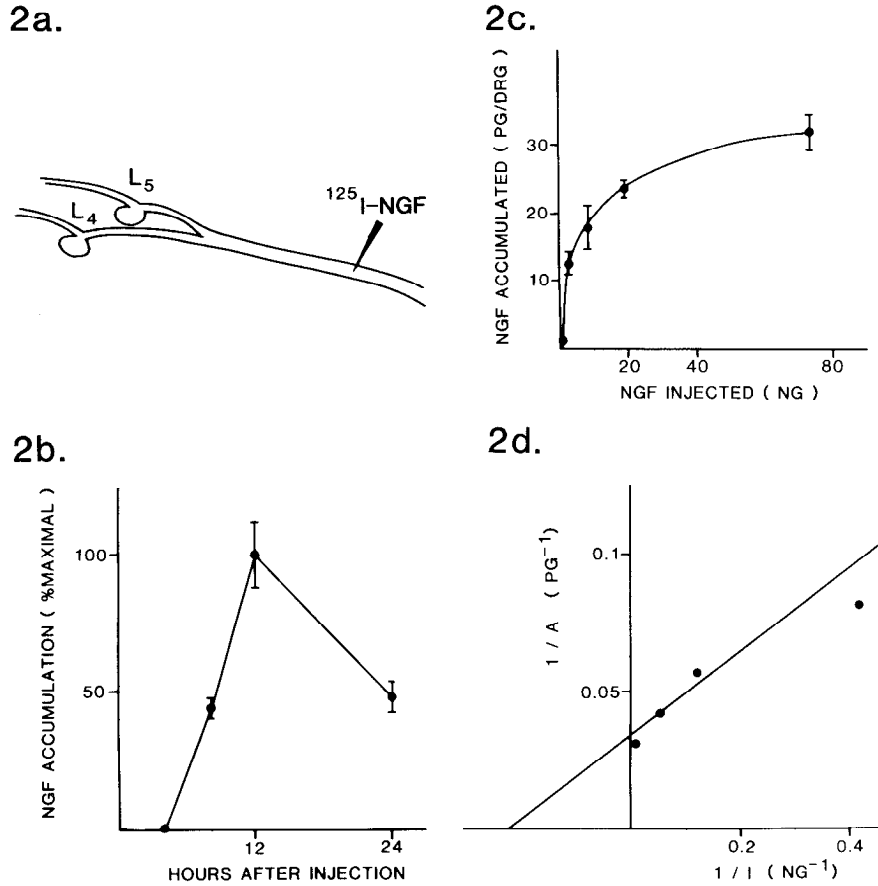 2a.
L5
L4
125I-NGF
2c.
NGF ACCUMULATED ( PG/DRG )
30
20
10
20
40
80
NGF INJECTED ( NG )
2b.
NGF ACCUMULATION ( %MAXIMAL )
100
50
12
24
HOURS AFTER INJECTION
2d.
1 / A ( PG-1)
0.1
0.05
0.2
0.4
1 / I ( NG-1)